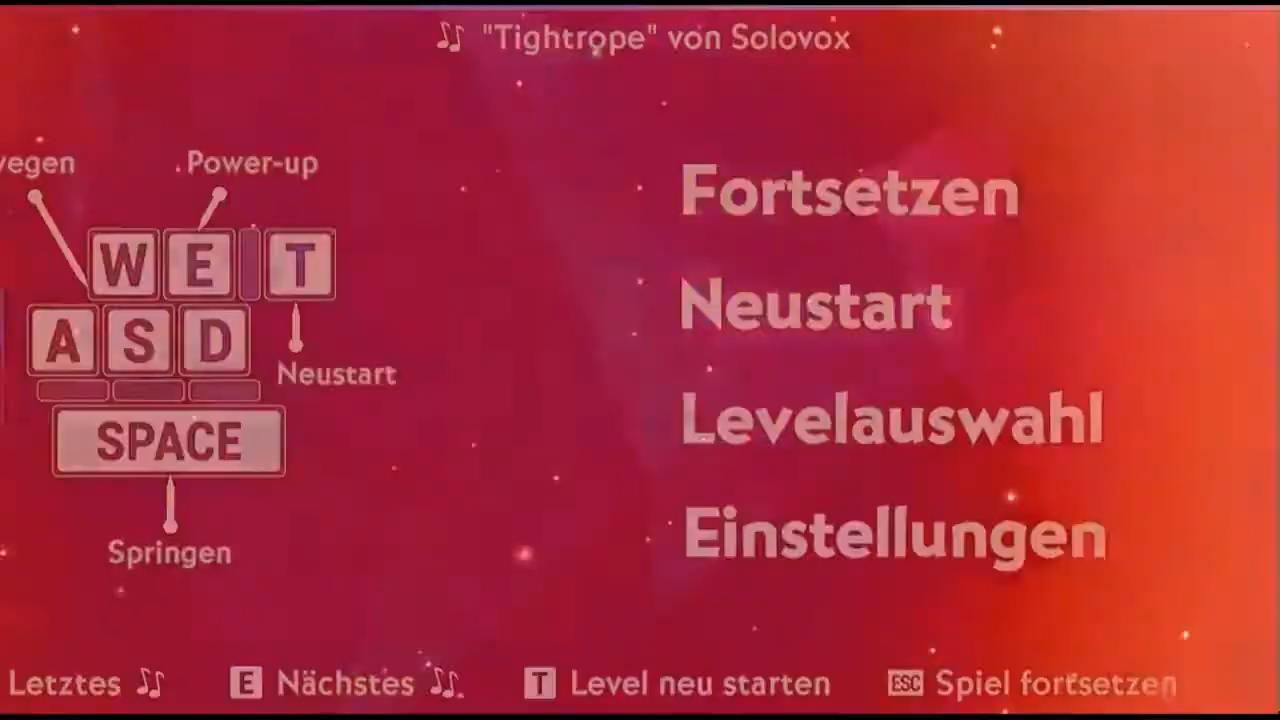 "Tightrope" von Solovox
wegen
Power-up
W E T
A S D
Neustart
SPACE
Springen
Fortsetzen
Neustart
Levelauswahl
Einstellungen
Letztes
E Nächstes
T Level neu starten
ESC Spiel fortsetzen